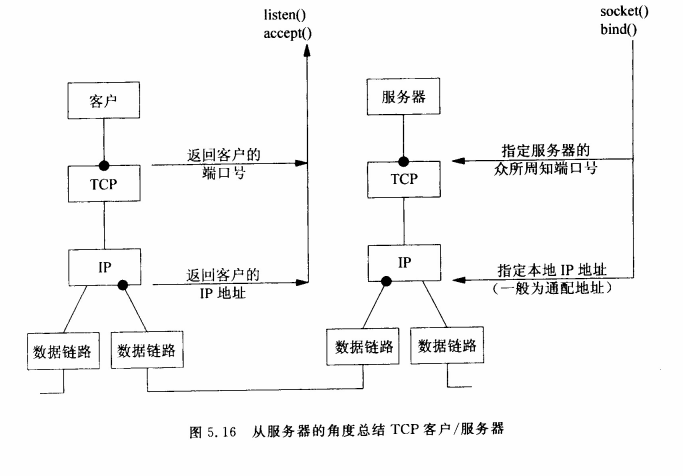 listen()
accept()
socket()
bind()
客户
服务器
返回客户的
端口号
指定服务器的
众所周知端口号
TCP
TCP
IP
IP
返回客户的
IP 地址
指定本地 IP 地址
（一般为通配地址）
数据链路
数据链路
数据链路
数据链路
图 5.16 从服务器的角度总结 TCP 客户/服务器